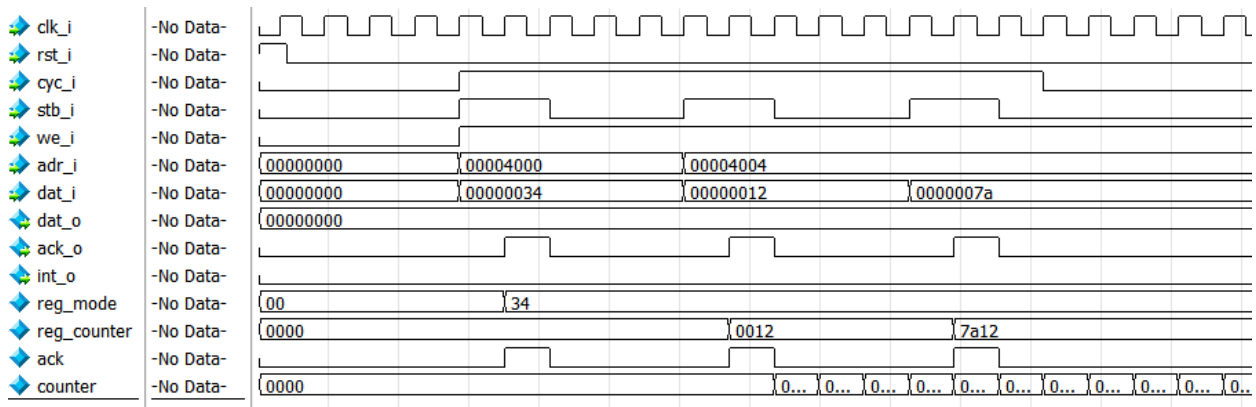 clk_i -No Data-
rst_i -No Data-
cyc_i -No Data-
stb_i -No Data-
we_i -No Data-
adr_i -No Data- 00000000 00004000 00004004
dat_i -No Data- 00000000 00000034 00000012 0000007a
dat_o -No Data- 00000000
ack_o -No Data-
int_o -No Data-
reg_mode -No Data- 00 34
reg_counter -No Data- 0000 0012 7a12
ack -No Data-
counter -No Data- 0000 0... 0... 0... 0... 0... 0... 0... 0... 0... 0... 0..